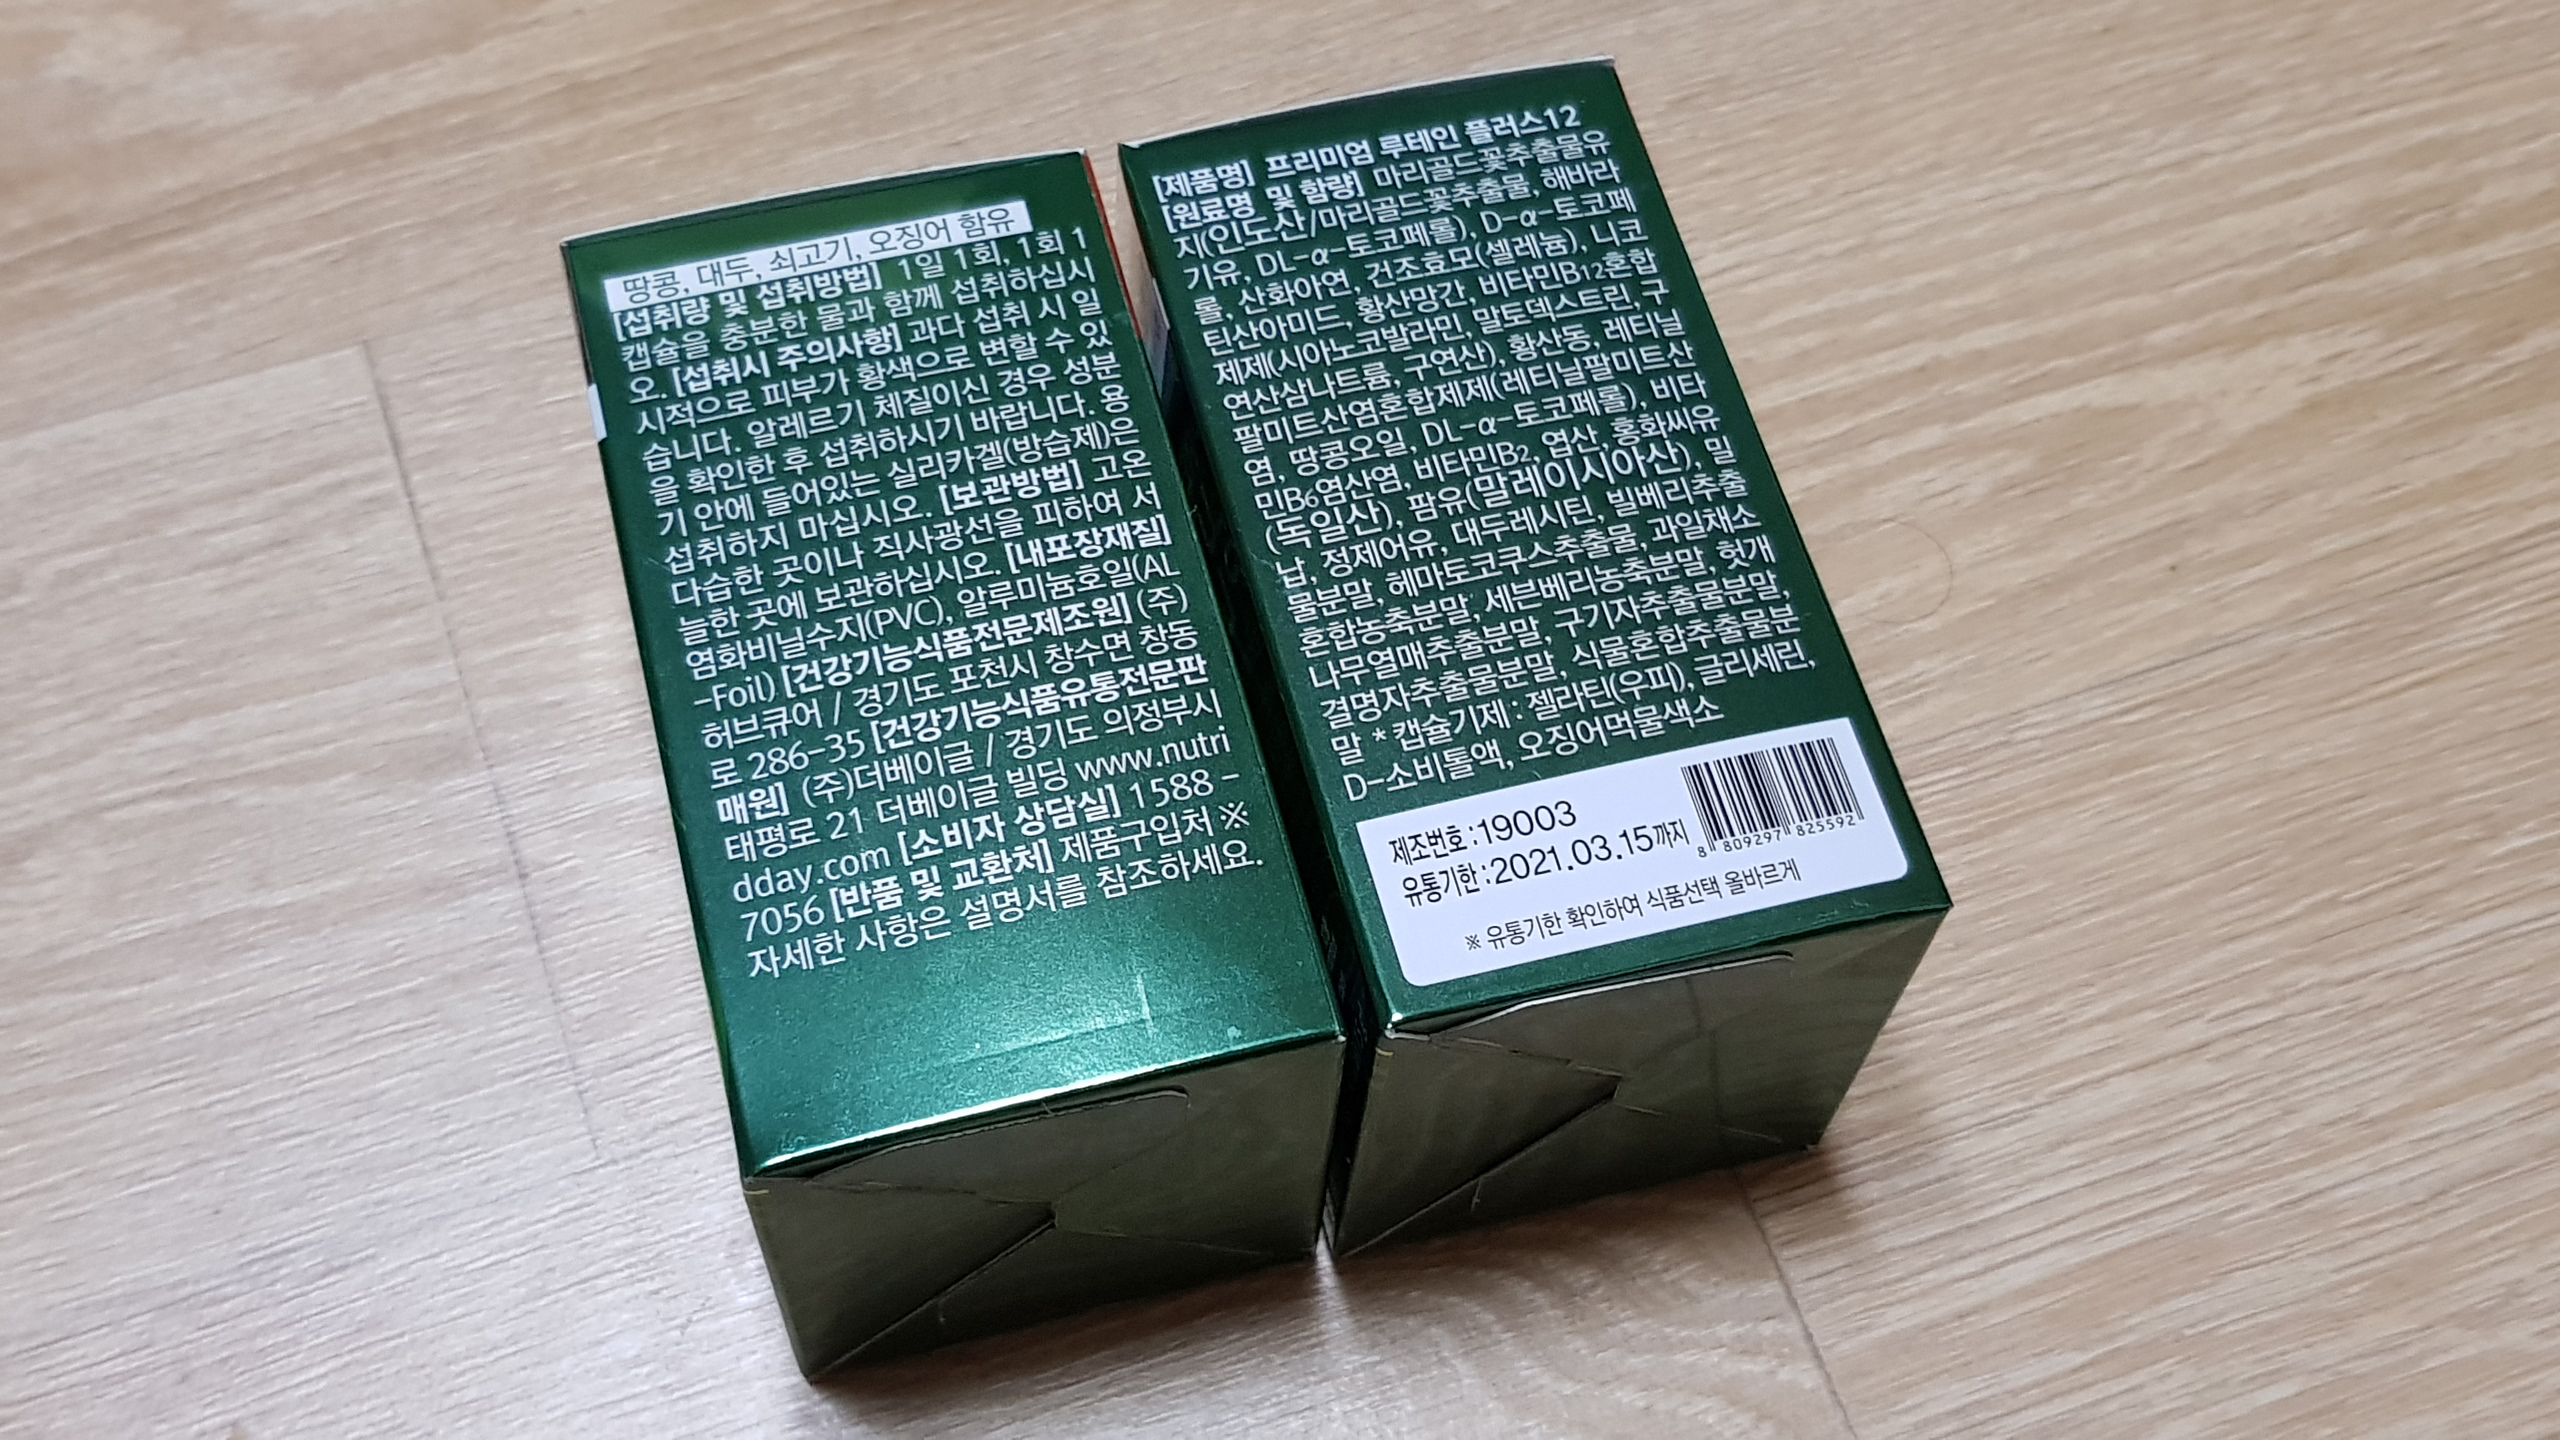 땅콩, 대두, 쇠고기, 오징어 함유
[섭취량 및 섭취방법] 1일 1회, 1회 1
캡슐을 충분한 물과 함께 섭취하십시
오. [섭취시 주의사항] 과다 섭취 시 일
시적으로 피부가 황색으로 변할 수 있
습니다. 알레르기 체질이신 경우 성분
을 확인한 후 섭취하시기 바랍니다. 용
기 안에 들어있는 실리카겔(방습제)은
섭취하지 마십시오. [보관방법] 고온
다습한 곳이나 직사광선을 피하여 서
늘한 곳에 보관하십시오. [내포장재질]
염화비닐수지(PVC), 알루미늄호일(AL
-Foil) [건강기능식품전문제조원] (주)
허브큐어 / 경기도 포천시 창수면 창동
로 286-35 [건강기능식품유통전문판
매원] (주)더베이글 / 경기도 의정부시
태평로 21 더베이글 빌딩 www.nutri
dday.com [소비자 상담실] 1588 -
7056 [반품 및 교환처] 제품구입처 ※
자세한 사항은 설명서를 참조하세요.
[제품명] 프리미엄 루테인 플러스12
[원료명 및 함량] 마리골드꽃추출물유
지(인도산/마리골드꽃추출물, 해바라
기유, DL-α-토코페롤), D-α-토코페
롤, 산화아연, 건조효모(셀레늄), 니코
틴산아미드, 황산망간, 비타민B12혼합
제제(시아노코발라민, 말토덱스트린, 구
연산삼나트륨, 구연산), 황산동, 레티닐
팔미트산염혼합제제(레티닐팔미트산
염, 땅콩오일, DL-α-토코페롤), 비타
민B6염산염, 비타민B2, 엽산, 홍화씨유
(독일산), 팜유(말레이시아산), 밀
납, 정제어유, 대두레시틴, 빌베리추출
물분말, 헤마토코쿠스추출물, 과일채소
혼합농축분말, 세븐베리농축분말, 헛개
나무열매추출분말, 구기자추출물분말,
결명자추출물분말, 식물혼합추출물분
말 *캡슐기제 : 젤라틴(우피), 글리세린,
D-소비톨액, 오징어먹물색소
제조번호 : 19003
유통기한 : 2021.03.15까지
8 809297 825592
※ 유통기한 확인하여 식품선택 올바르게